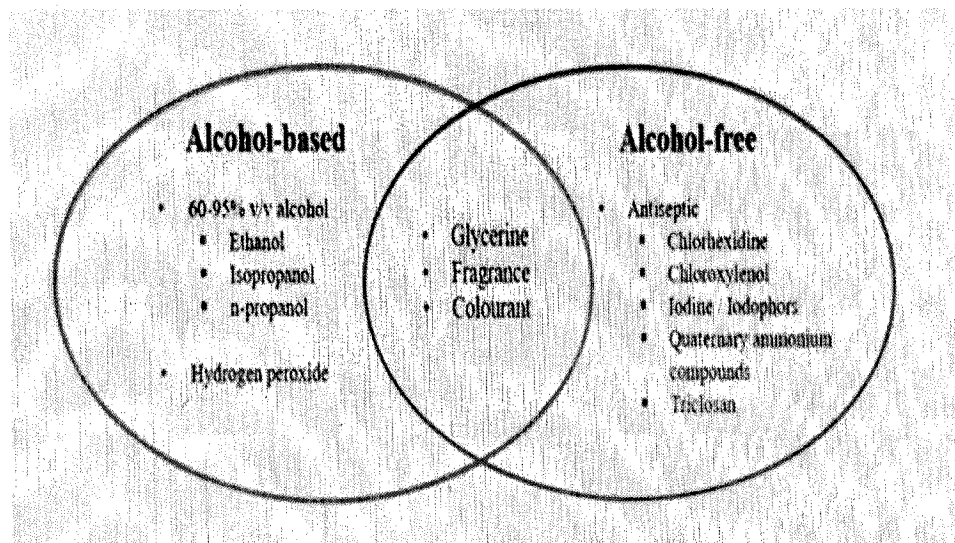 Alcohol-based
• 60-95% v/v alcohol
▪ Ethanol
▪ Isopropanol
▪ n-propanol
• Hydrogen peroxide
• Glycerine
• Fragrance
• Colourant
Alcohol-free
• Antiseptic
▪ Chlorhexidine
▪ Chloroxylenol
▪ Iodine / Iodophors
▪ Quaternary ammonium
compounds
▪ Triclosan